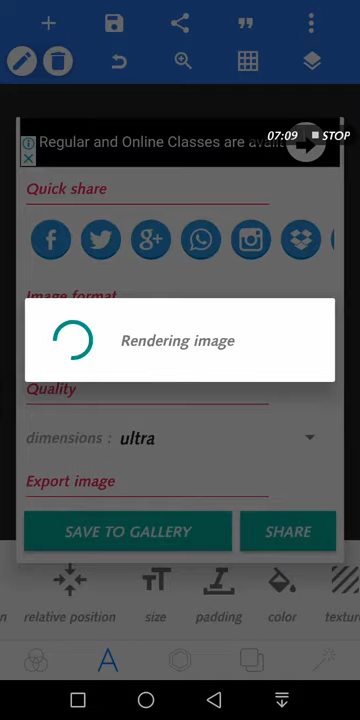 07:09 STOP
Regular and Online Classes are avail
Quick share
f
g+
Image format
Rendering image
Quality
dimensions : ultra
Export image
SAVE TO GALLERY SHARE
n relative position size padding color textur
A